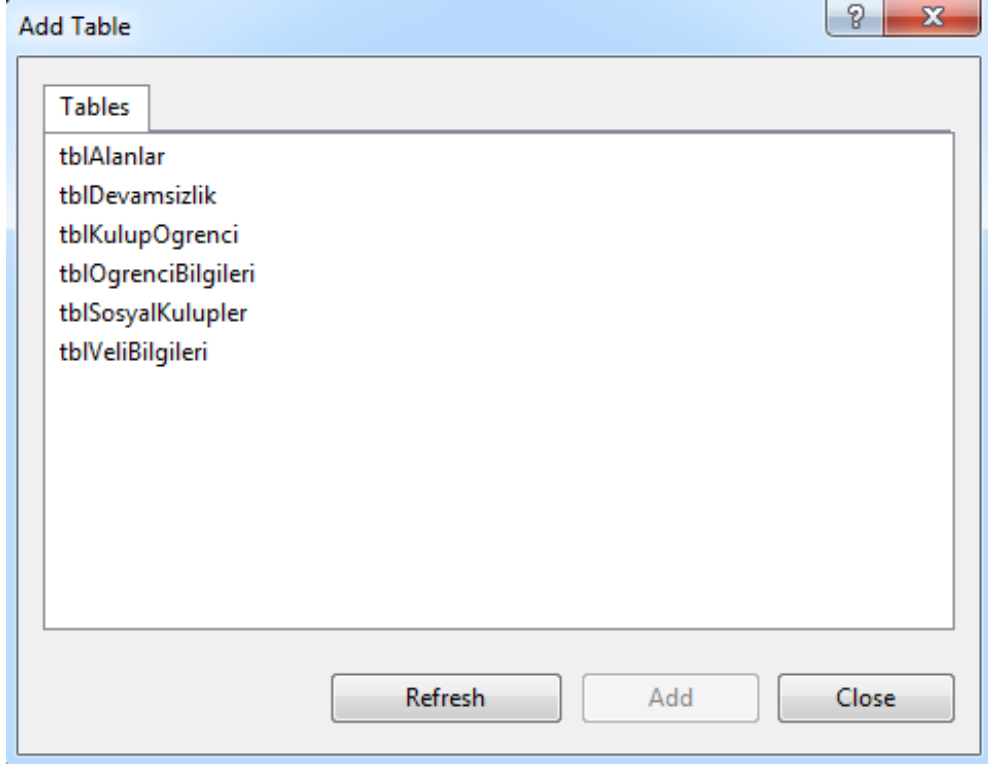 Add Table
?
Tables
tblAlanlar
tblDevamsizlik
tblKulupOgrenci
tblOgrenciBilgileri
tblSosyalKulupler
tblVeliBilgileri
Refresh Add Close